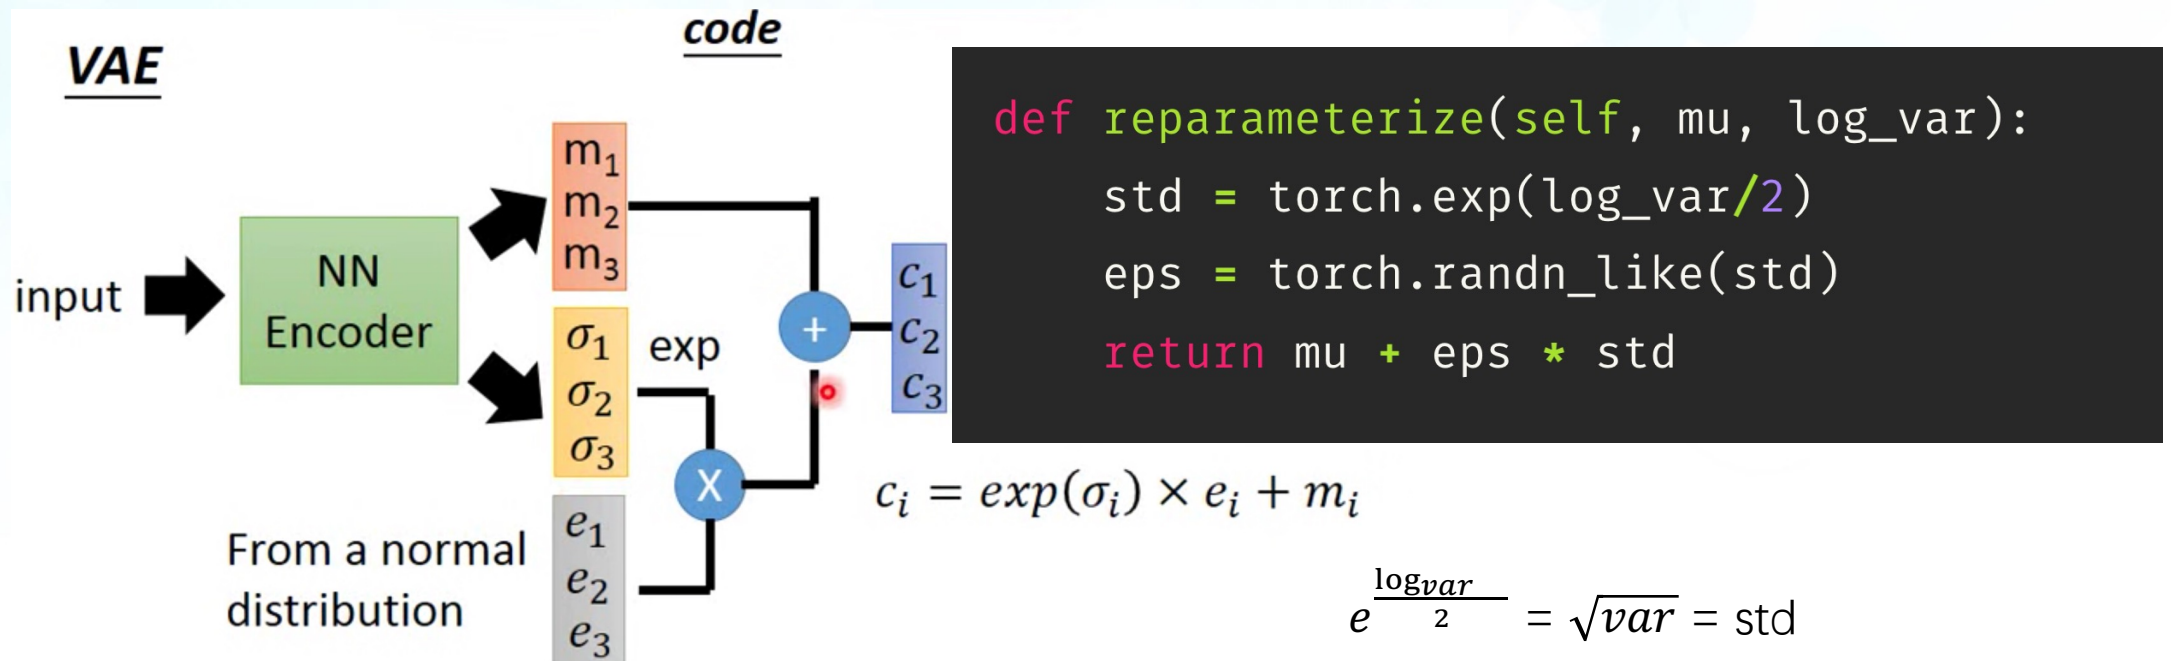 VAE
code
input
NN
Encoder
m₁
m₂
m₃
σ₁
σ₂
σ₃
exp
From a normal
distribution
e₁
e₂
e₃
X
+
c₁
c₂
c₃
def reparameterize(self, mu, log_var):
    std = torch.exp(log_var/2)
    eps = torch.randn_like(std)
    return mu + eps * std
cᵢ = exp(σᵢ) × eᵢ + mᵢ
e^(log_var/2) = √var = std